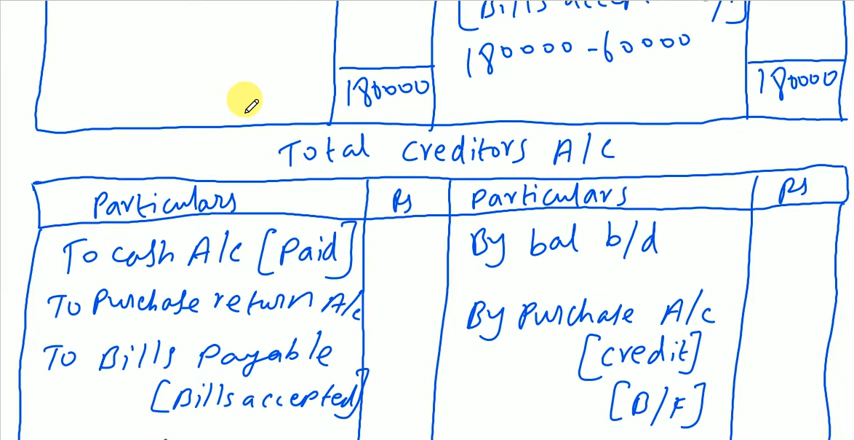 [Bills
180000 - 60000
180000 180000
Total Creditors A/C
Particulars Rs Particulars Rs
To cash A/C [Paid] By bal b/d
To Purchase return A/c By Purchase A/c
To Bills Payable [credit]
[Bills accepted] [B/F]